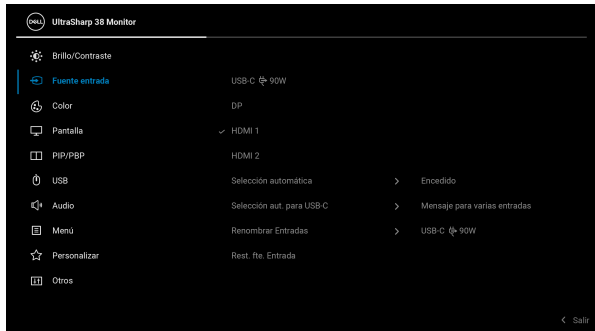 DELL UltraSharp 38 Monitor
Brillo/Contraste
Fuente entrada USB-C 90W
Color DP
Pantalla HDMI 1
PIP/PBP HDMI 2
USB Selección automática Encedido
Audio Selección aut. para USB-C Mensaje para varias entradas
Menú Renombrar Entradas USB-C 90W
Personalizar Rest. fte. Entrada
Otros
Salir